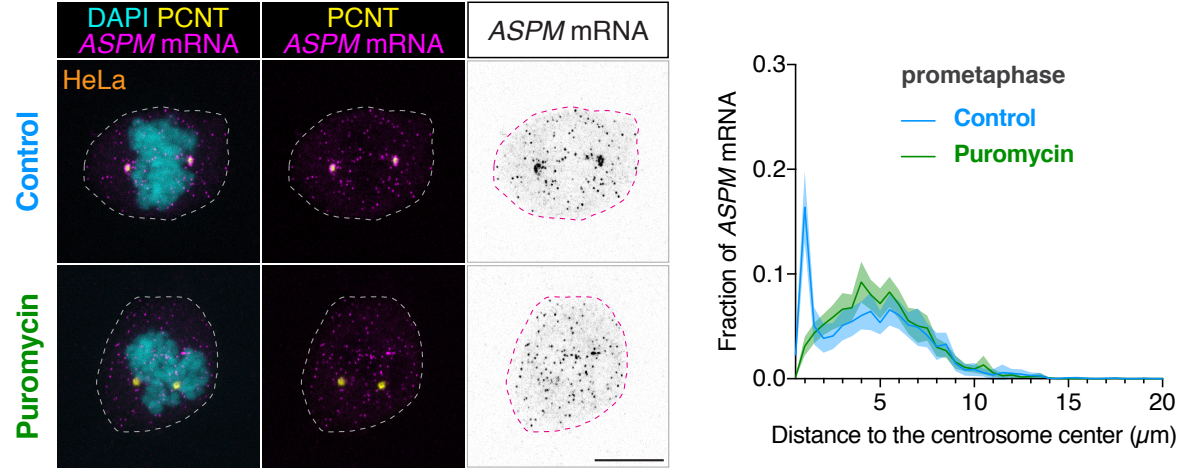 DAPI PCNT
ASPM mRNA
PCNT
ASPM mRNA
ASPM mRNA
HeLa
Control
Puromycin
prometaphase
Control
Puromycin
Fraction of ASPM mRNA
0.3
0.2
0.1
0.0
5
10
15
20
Distance to the centrosome center (µm)